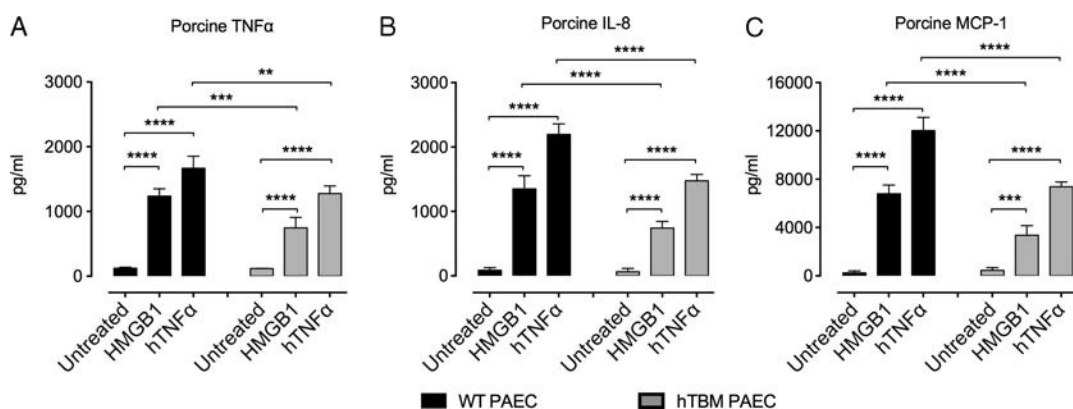 A Porcine TNFα
3000
2000
1000
0
pg/ml
**
***
****
****
****
****
Untreated
HMGB1
hTNFα
Untreated
HMGB1
hTNFα
B Porcine IL-8
3000
2000
1000
0
pg/ml
****
****
****
****
****
****
Untreated
HMGB1
hTNFα
Untreated
HMGB1
hTNFα
C Porcine MCP-1
16000
12000
8000
4000
0
pg/ml
****
****
****
****
****
***
Untreated
HMGB1
hTNFα
Untreated
HMGB1
hTNFα
WT PAEC
hTBM PAEC